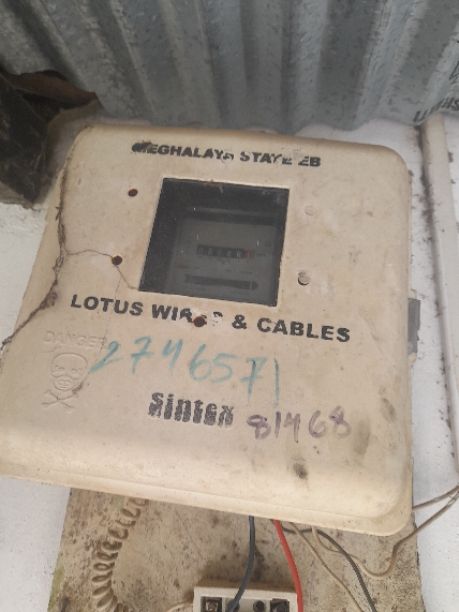 MEGHALAYA STATE EB
LOTUS WIRES & CABLES
DANGER
2746571
Sintex
81468